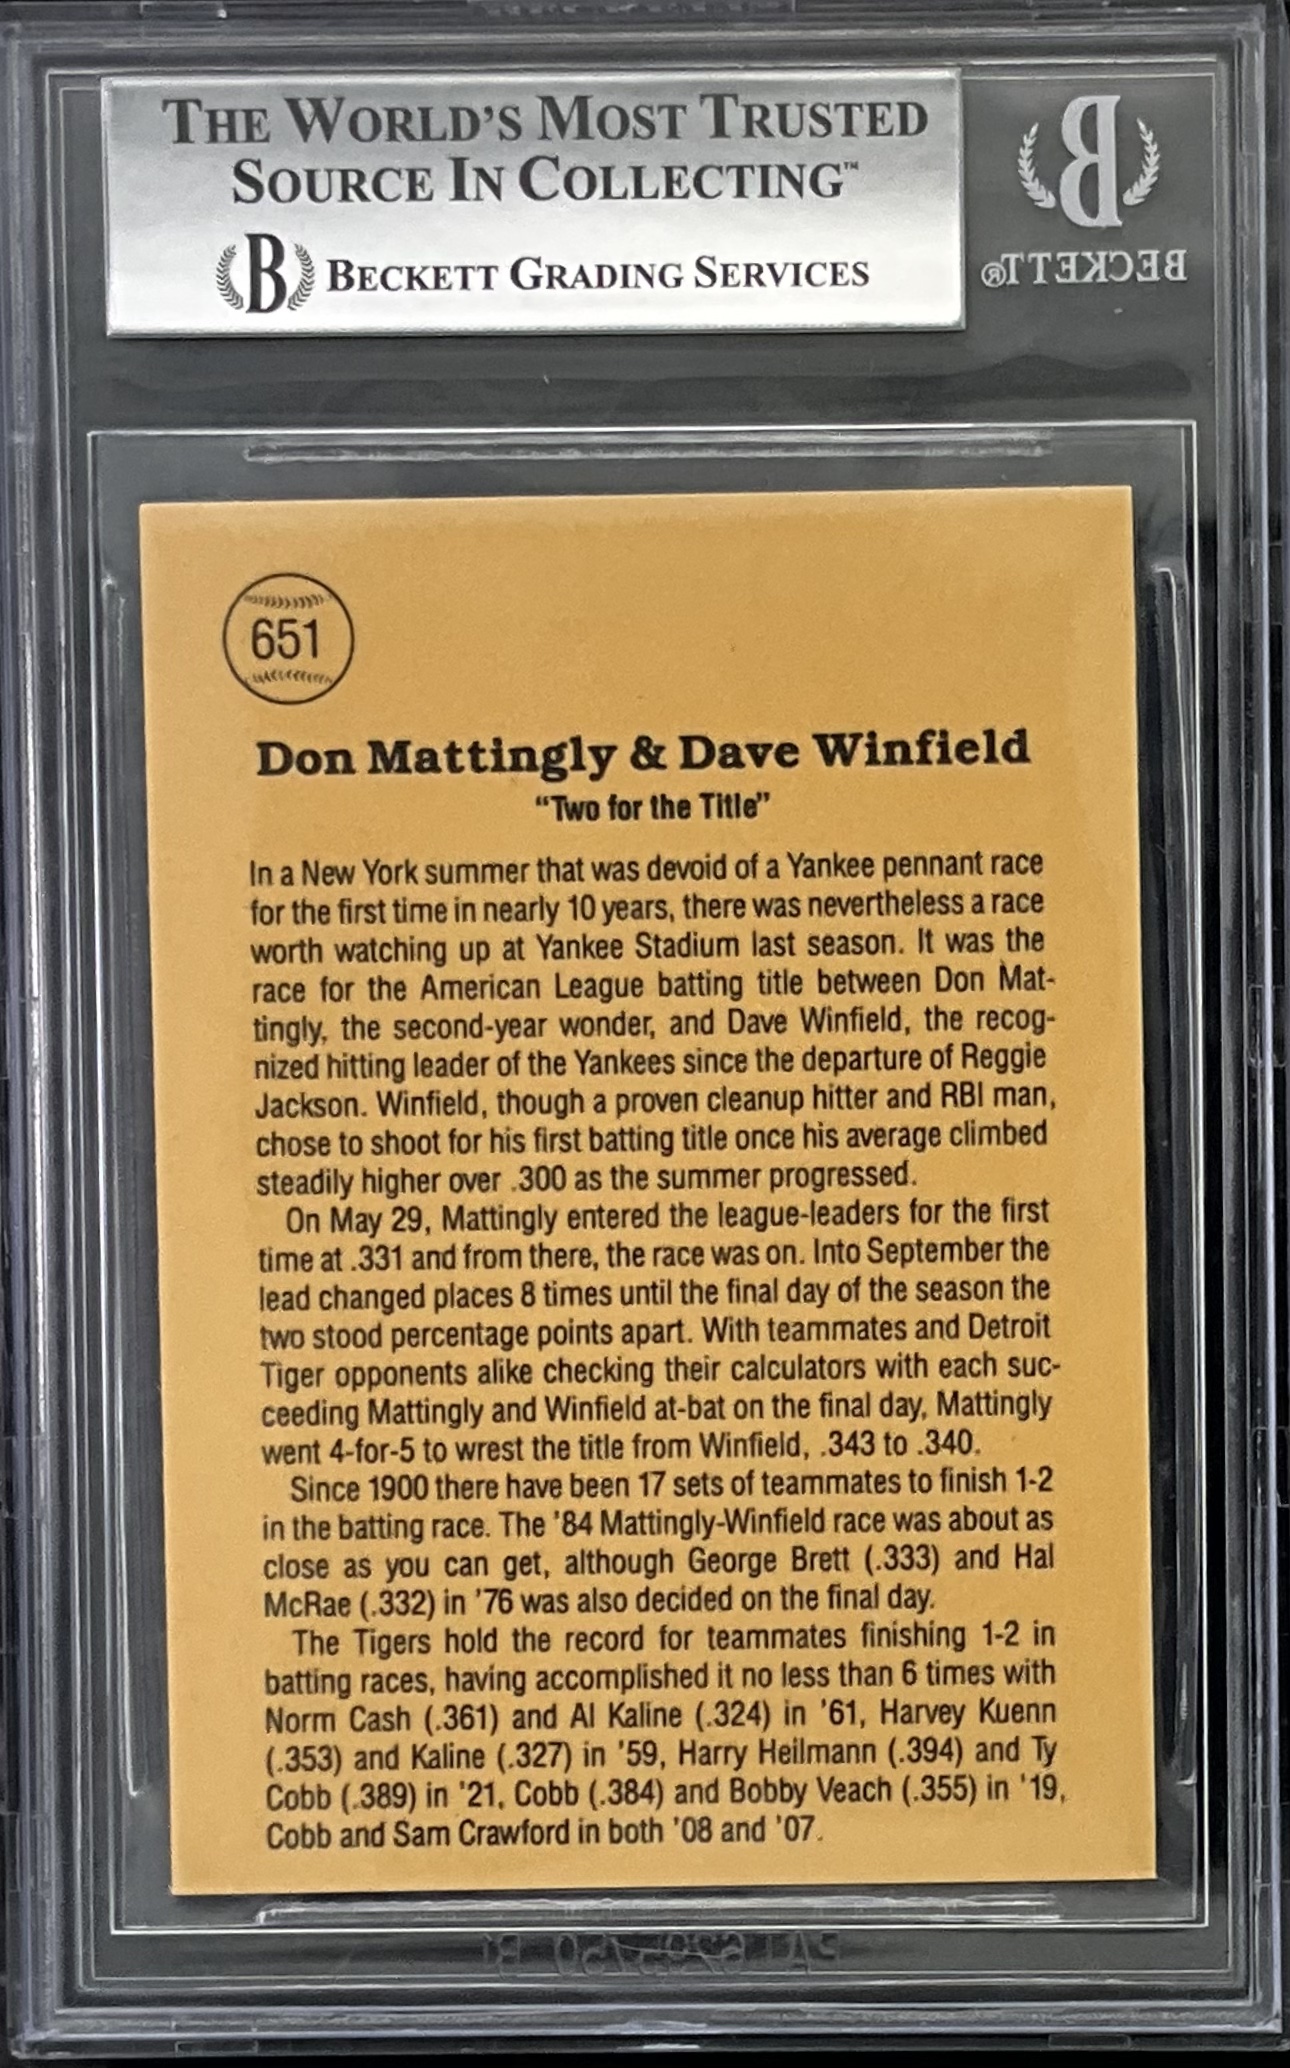 THE WORLD'S MOST TRUSTED
SOURCE IN COLLECTING™
B BECKETT GRADING SERVICES
B
BECKETT®
651
Don Mattingly & Dave Winfield
“Two for the Title”
In a New York summer that was devoid of a Yankee pennant race
for the first time in nearly 10 years, there was nevertheless a race
worth watching up at Yankee Stadium last season. It was the
race for the American League batting title between Don Mat-
tingly, the second-year wonder, and Dave Winfield, the recog-
nized hitting leader of the Yankees since the departure of Reggie
Jackson. Winfield, though a proven cleanup hitter and RBI man,
chose to shoot for his first batting title once his average climbed
steadily higher over .300 as the summer progressed.
On May 29, Mattingly entered the league-leaders for the first
time at .331 and from there, the race was on. Into September the
lead changed places 8 times until the final day of the season the
two stood percentage points apart. With teammates and Detroit
Tiger opponents alike checking their calculators with each suc-
ceeding Mattingly and Winfield at-bat on the final day, Mattingly
went 4-for-5 to wrest the title from Winfield, .343 to .340.
Since 1900 there have been 17 sets of teammates to finish 1-2
in the batting race. The '84 Mattingly-Winfield race was about as
close as you can get, although George Brett (.333) and Hal
McRae (.332) in '76 was also decided on the final day.
The Tigers hold the record for teammates finishing 1-2 in
batting races, having accomplished it no less than 6 times with
Norm Cash (.361) and Al Kaline (.324) in '61, Harvey Kuenn
(.353) and Kaline (.327) in '59, Harry Heilmann (.394) and Ty
Cobb (.389) in '21, Cobb (.384) and Bobby Veach (.355) in '19,
Cobb and Sam Crawford in both '08 and '07.